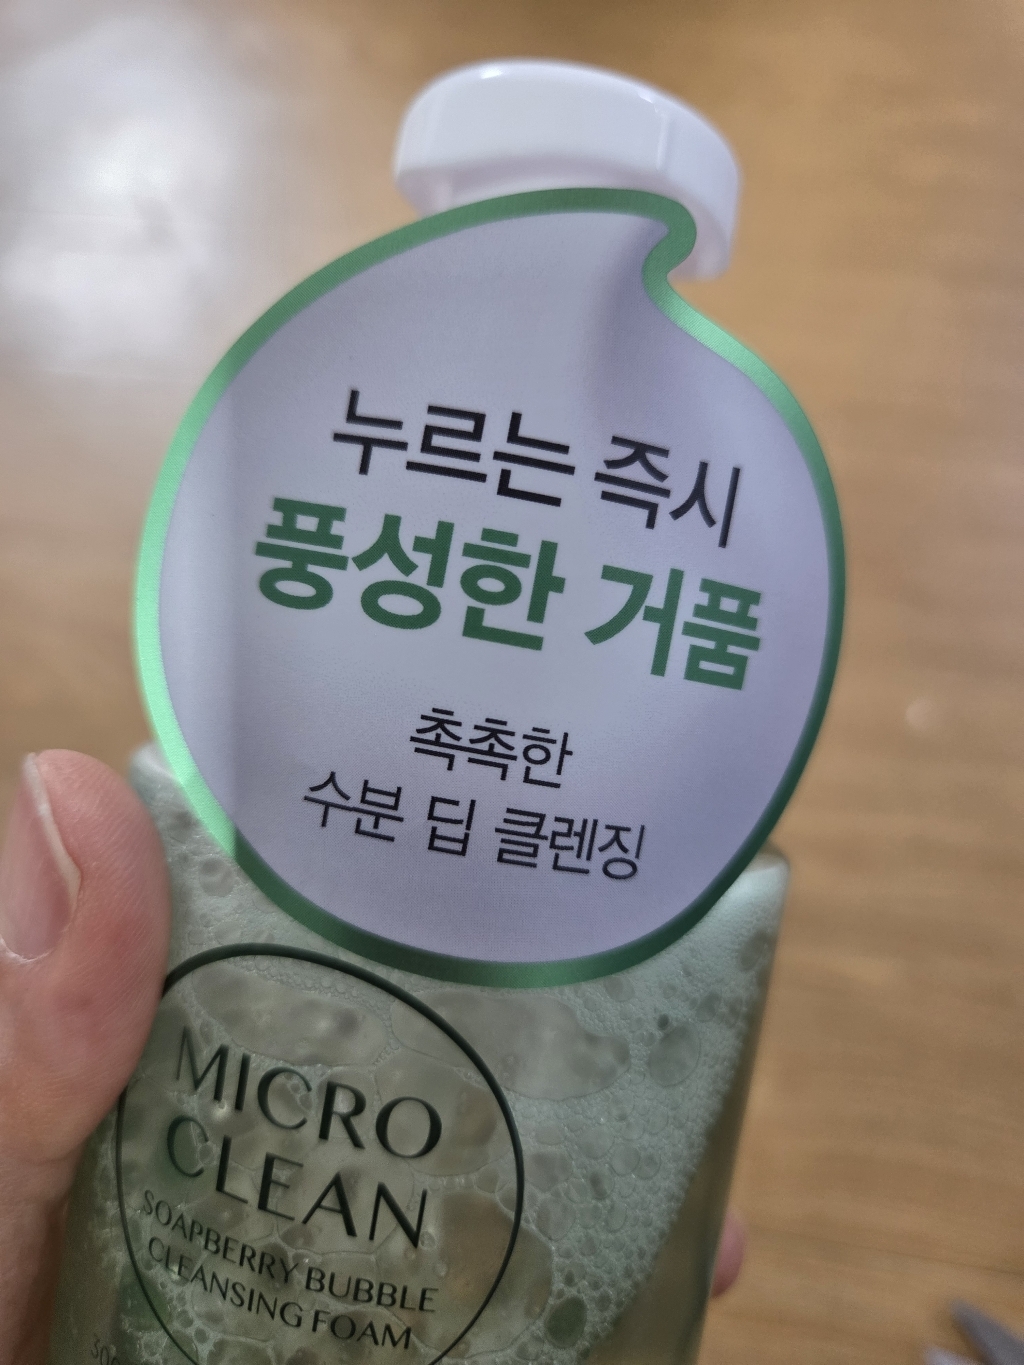 누르는 즉시
풍성한 거품
촉촉한
수분 딥 클렌징
MICRO
CLEAN
SOAPBERRY BUBBLE
CLEANSING FOAM